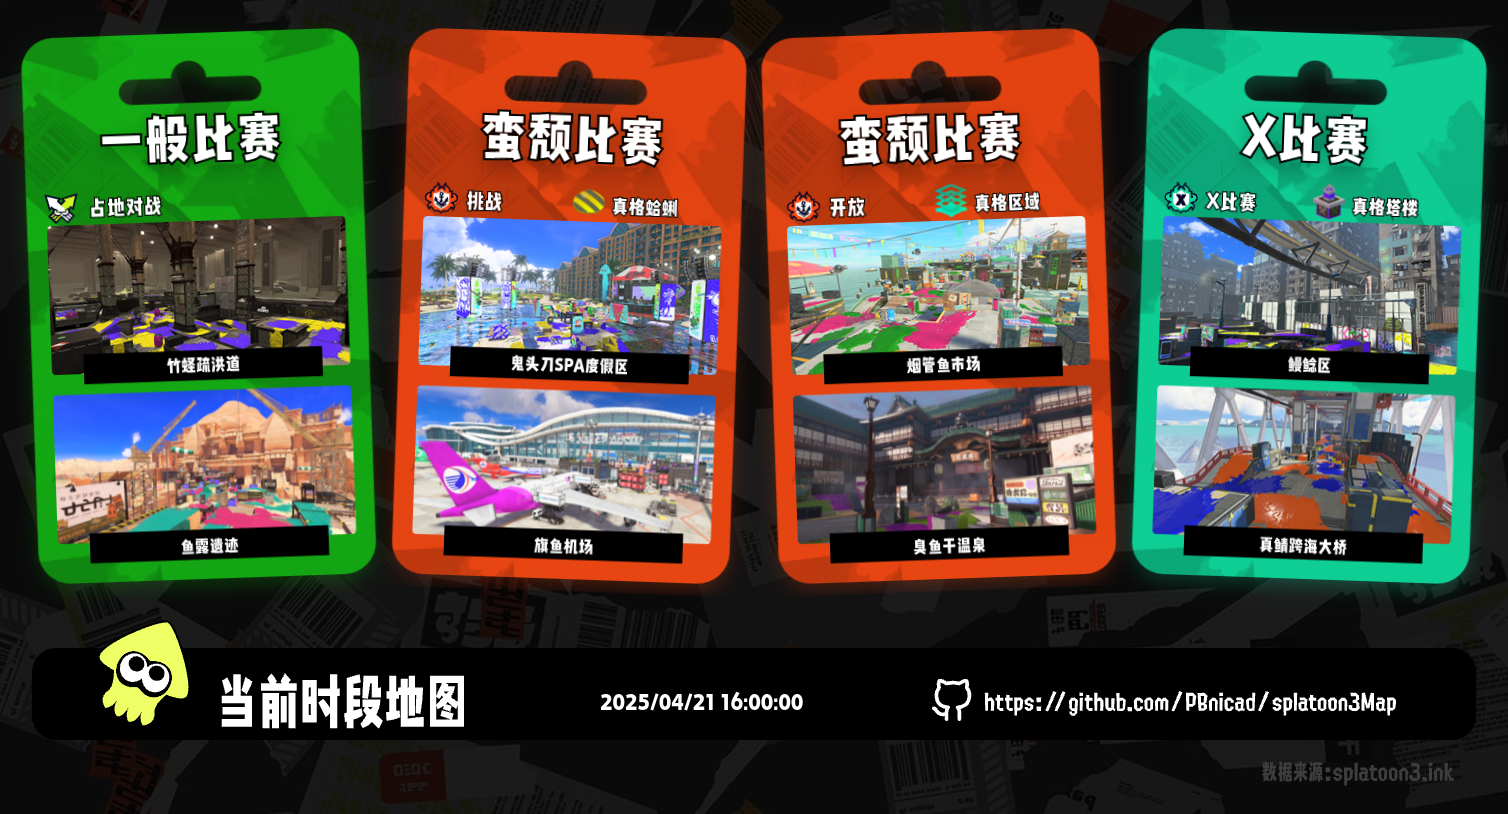 一般比赛
占地对战
竹蛏疏洪道
鱼露遗迹
蛮颓比赛
挑战
真格蛤蜊
鬼头刀SPA度假区
旗鱼机场
蛮颓比赛
开放
真格区域
烟管鱼市场
臭鱼干温泉
X比赛
X比赛
真格塔楼
鳗鲶区
真鲭跨海大桥
当前时段地图
2025/04/21 16:00:00
https://github.com/PBnicad/splatoon3Map
数据来源:splatoon3.ink